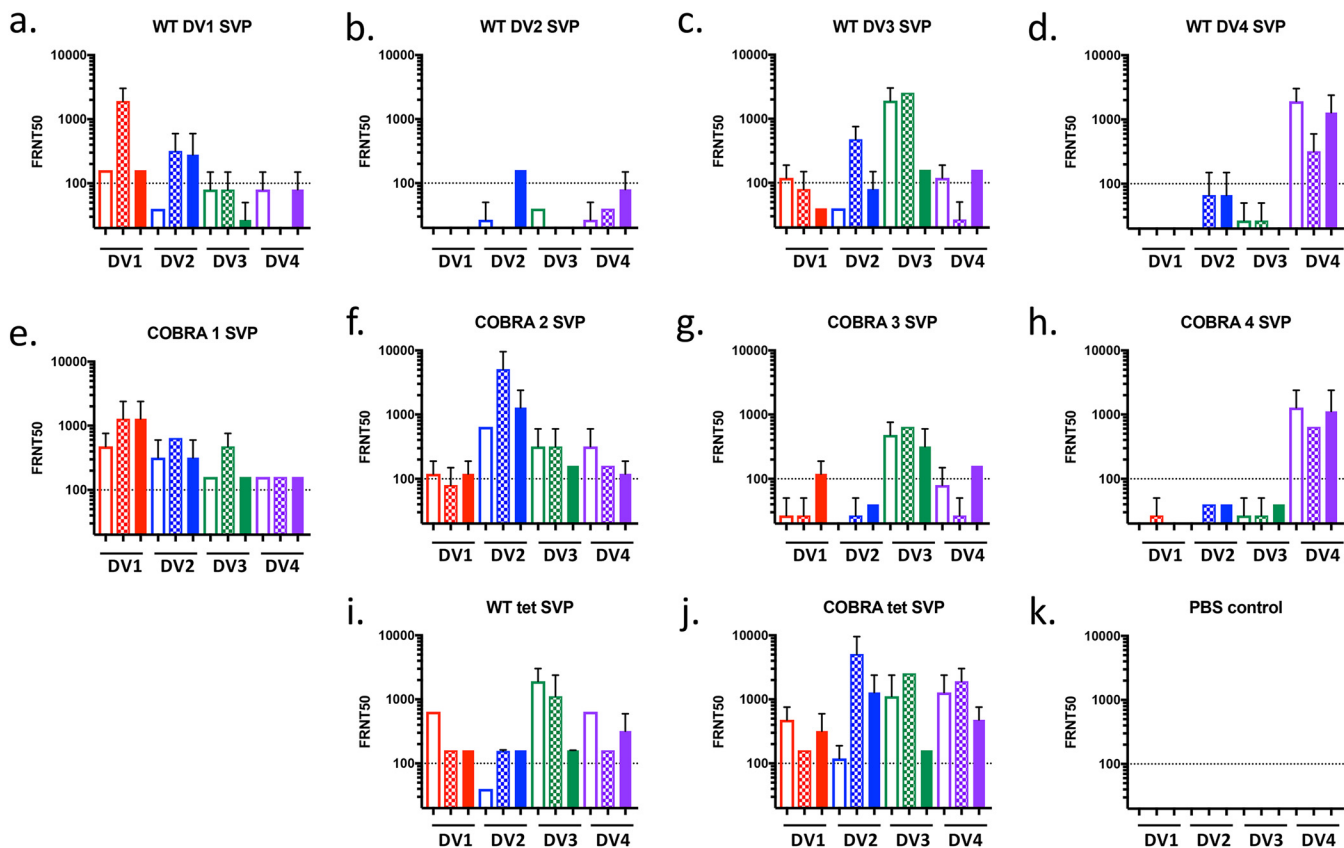 a.
WT DV1 SVP
10000
1000
100
FRNT50
DV1 DV2 DV3 DV4
b.
WT DV2 SVP
10000
1000
100
FRNT50
DV1 DV2 DV3 DV4
c.
WT DV3 SVP
10000
1000
100
FRNT50
DV1 DV2 DV3 DV4
d.
WT DV4 SVP
10000
1000
100
FRNT50
DV1 DV2 DV3 DV4
e.
COBRA 1 SVP
10000
1000
100
FRNT50
DV1 DV2 DV3 DV4
f.
COBRA 2 SVP
10000
1000
100
FRNT50
DV1 DV2 DV3 DV4
g.
COBRA 3 SVP
10000
1000
100
FRNT50
DV1 DV2 DV3 DV4
h.
COBRA 4 SVP
10000
1000
100
FRNT50
DV1 DV2 DV3 DV4
i.
WT tet SVP
10000
1000
100
FRNT50
DV1 DV2 DV3 DV4
j.
COBRA tet SVP
10000
1000
100
FRNT50
DV1 DV2 DV3 DV4
k.
PBS control
10000
1000
100
FRNT50
DV1 DV2 DV3 DV4